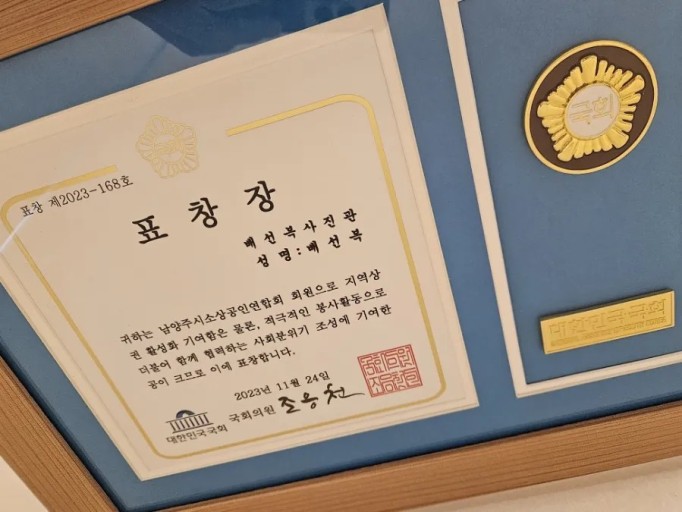 표창 제2023-168호
표 창 장
배 선 복 사 진 관
성 명 : 배 선 복
귀하는 남양주시소상공인연합회 회원으로 지역상
권 활성화 기여함은 물론, 적극적인 봉사활동으로
더불어 함께 협력하는 사회분위기 조성에 기여한
공이 크므로 이에 표창합니다.
2023년 11월 24일
대한민국국회 국회의원 조응천
대한민국 국회